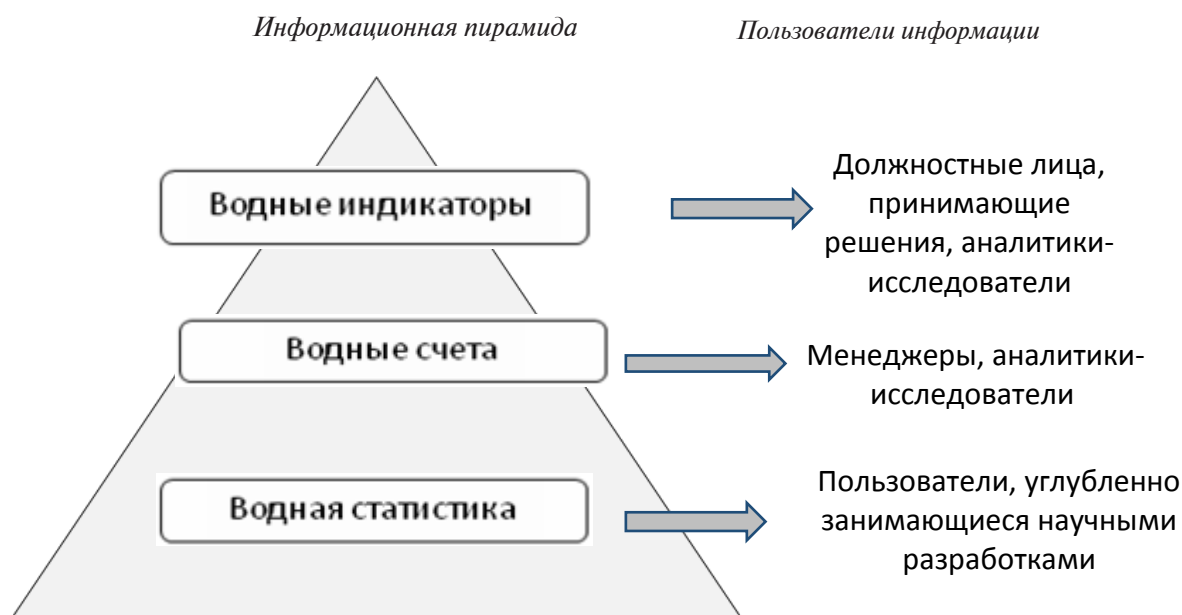 Информационная пирамида
Пользователи информации
Водные индикаторы
Должностные лица,
принимающие
решения, аналитики-
исследователи
Водные счета
Менеджеры, аналитики-
исследователи
Водная статистика
Пользователи, углубленно
занимающиеся научными
разработками